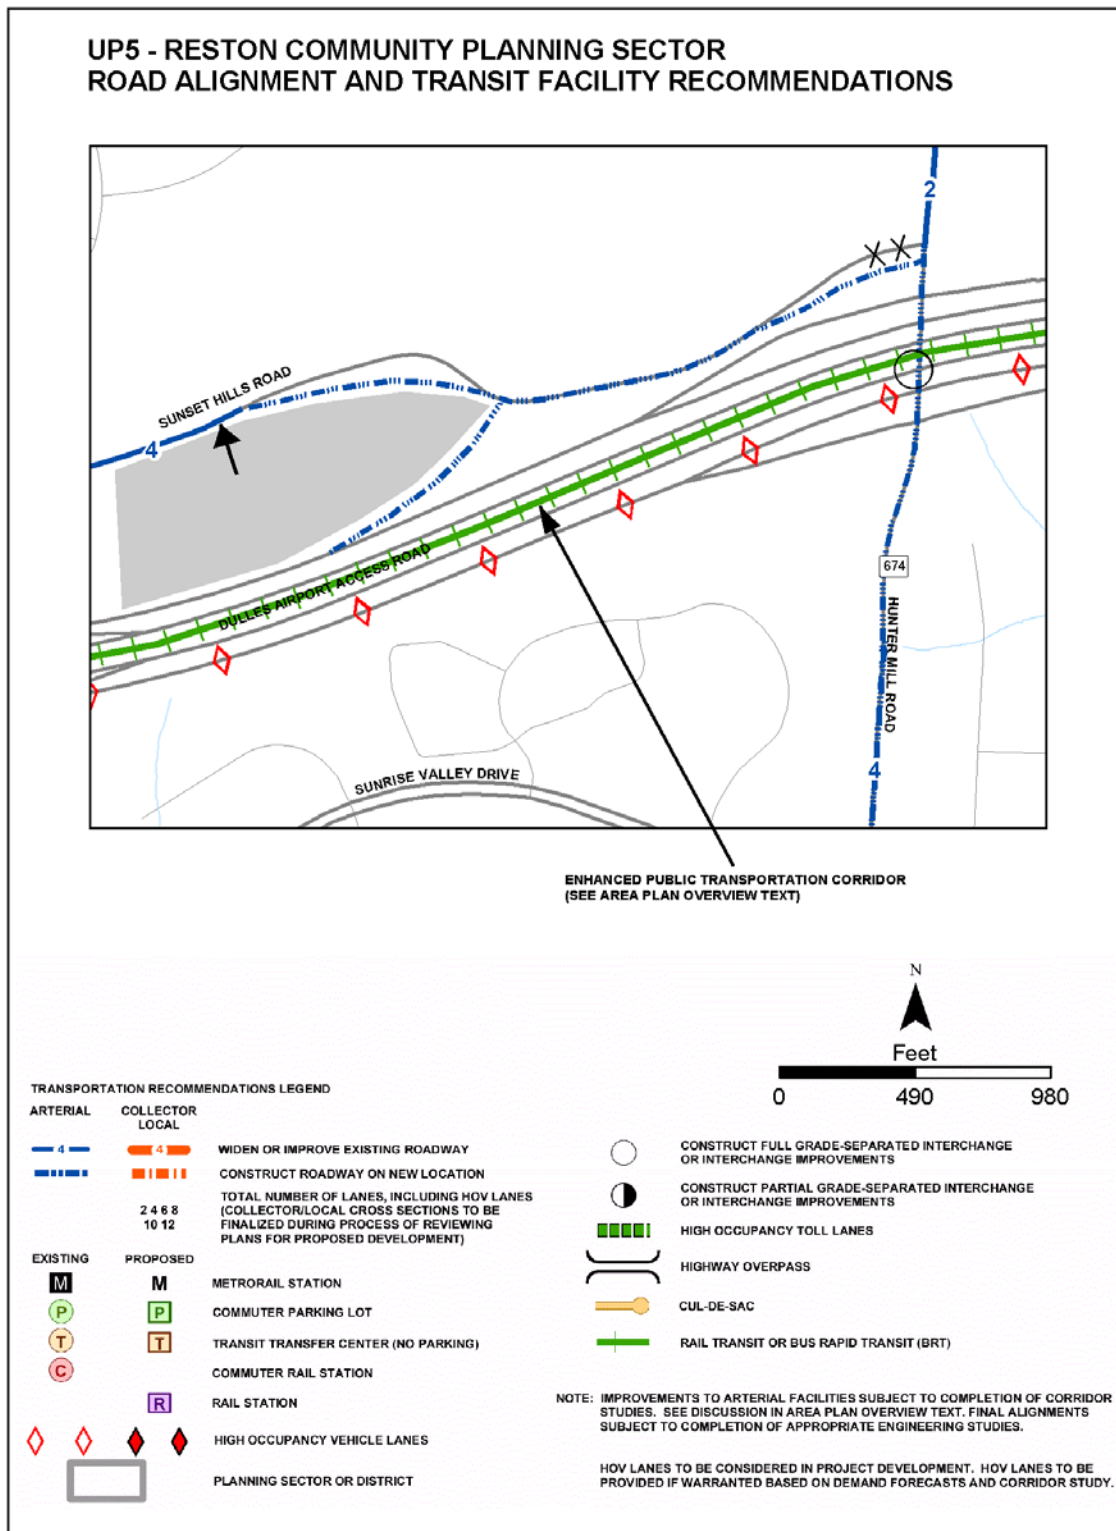 UP5 - RESTON COMMUNITY PLANNING SECTOR
ROAD ALIGNMENT AND TRANSIT FACILITY RECOMMENDATIONS
2
SUNSET HILLS ROAD
4
DULLES AIRPORT ACCESS ROAD
674
HUNTER MILL ROAD
4
SUNRISE VALLEY DRIVE
ENHANCED PUBLIC TRANSPORTATION CORRIDOR
(SEE AREA PLAN OVERVIEW TEXT)
N
Feet
0 490 980
TRANSPORTATION RECOMMENDATIONS LEGEND
ARTERIAL COLLECTOR
LOCAL
4 4 WIDEN OR IMPROVE EXISTING ROADWAY
CONSTRUCT ROADWAY ON NEW LOCATION
2 4 6 8
10 12
TOTAL NUMBER OF LANES, INCLUDING HOV LANES
(COLLECTOR/LOCAL CROSS SECTIONS TO BE
FINALIZED DURING PROCESS OF REVIEWING
PLANS FOR PROPOSED DEVELOPMENT)
EXISTING PROPOSED
M M METRORAIL STATION
P P COMMUTER PARKING LOT
T T TRANSIT TRANSFER CENTER (NO PARKING)
C COMMUTER RAIL STATION
R RAIL STATION
HIGH OCCUPANCY VEHICLE LANES
PLANNING SECTOR OR DISTRICT
CONSTRUCT FULL GRADE-SEPARATED INTERCHANGE
OR INTERCHANGE IMPROVEMENTS
CONSTRUCT PARTIAL GRADE-SEPARATED INTERCHANGE
OR INTERCHANGE IMPROVEMENTS
HIGH OCCUPANCY TOLL LANES
HIGHWAY OVERPASS
CUL-DE-SAC
RAIL TRANSIT OR BUS RAPID TRANSIT (BRT)
NOTE: IMPROVEMENTS TO ARTERIAL FACILITIES SUBJECT TO COMPLETION OF CORRIDOR
STUDIES. SEE DISCUSSION IN AREA PLAN OVERVIEW TEXT. FINAL ALIGNMENTS
SUBJECT TO COMPLETION OF APPROPRIATE ENGINEERING STUDIES.
HOV LANES TO BE CONSIDERED IN PROJECT DEVELOPMENT. HOV LANES TO BE
PROVIDED IF WARRANTED BASED ON DEMAND FORECASTS AND CORRIDOR STUDY.